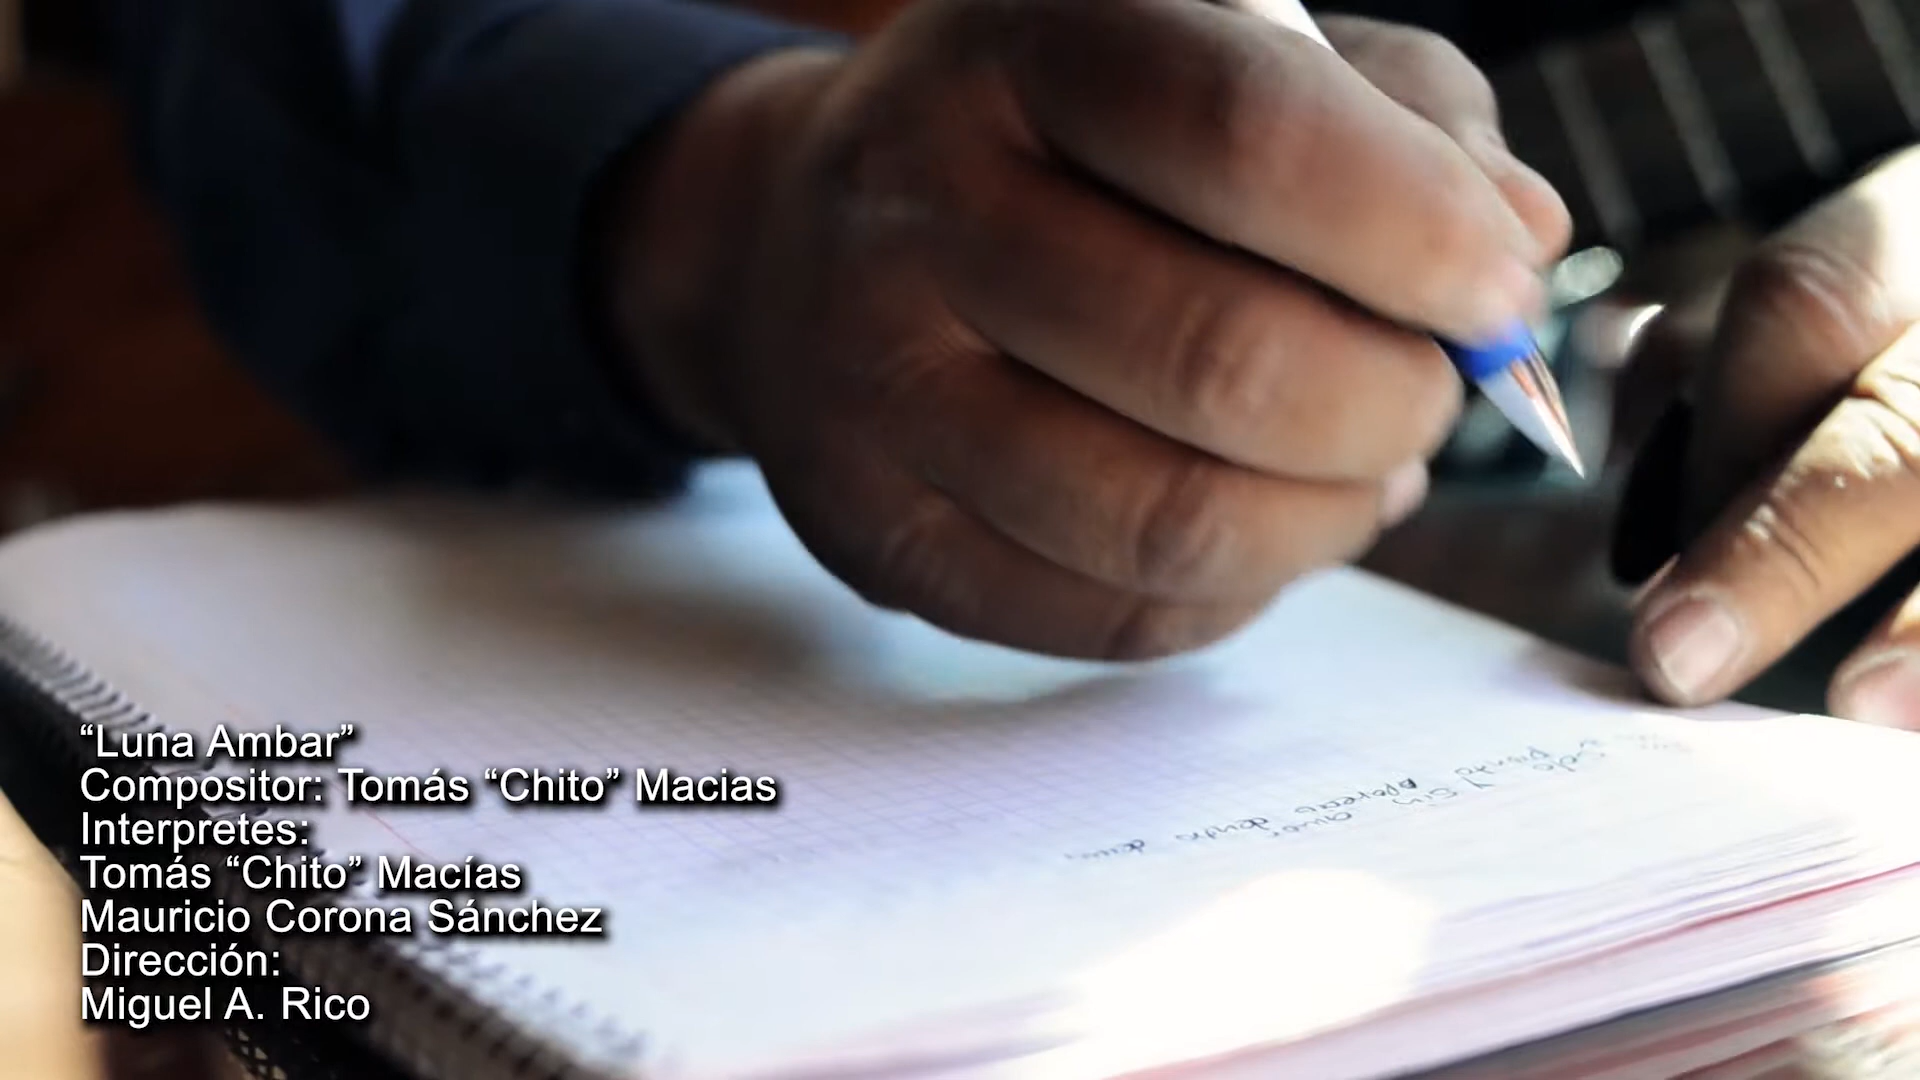 “Luna Ambar”
Compositor: Tomás “Chito” Macias
Interpretes:
Tomás “Chito” Macías
Mauricio Corona Sánchez
Dirección:
Miguel A. Rico